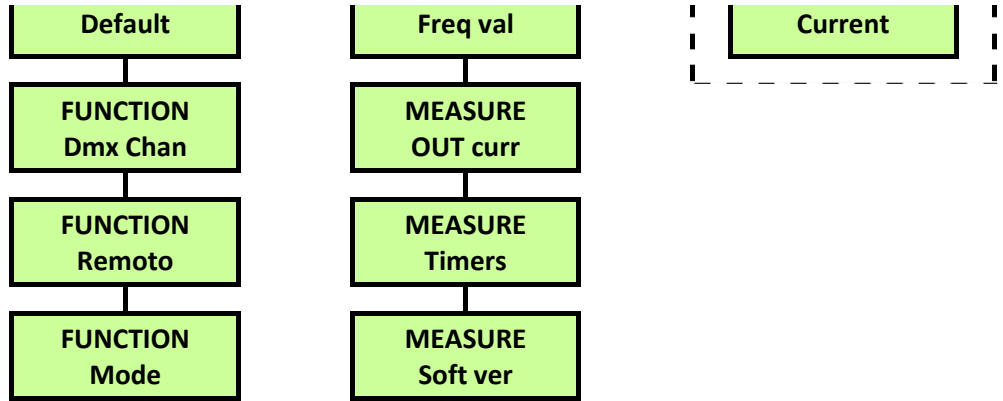 Default
FUNCTION
Dmx Chan
FUNCTION
Remoto
FUNCTION
Mode
Freq val
MEASURE
OUT curr
MEASURE
Timers
MEASURE
Soft ver
Current